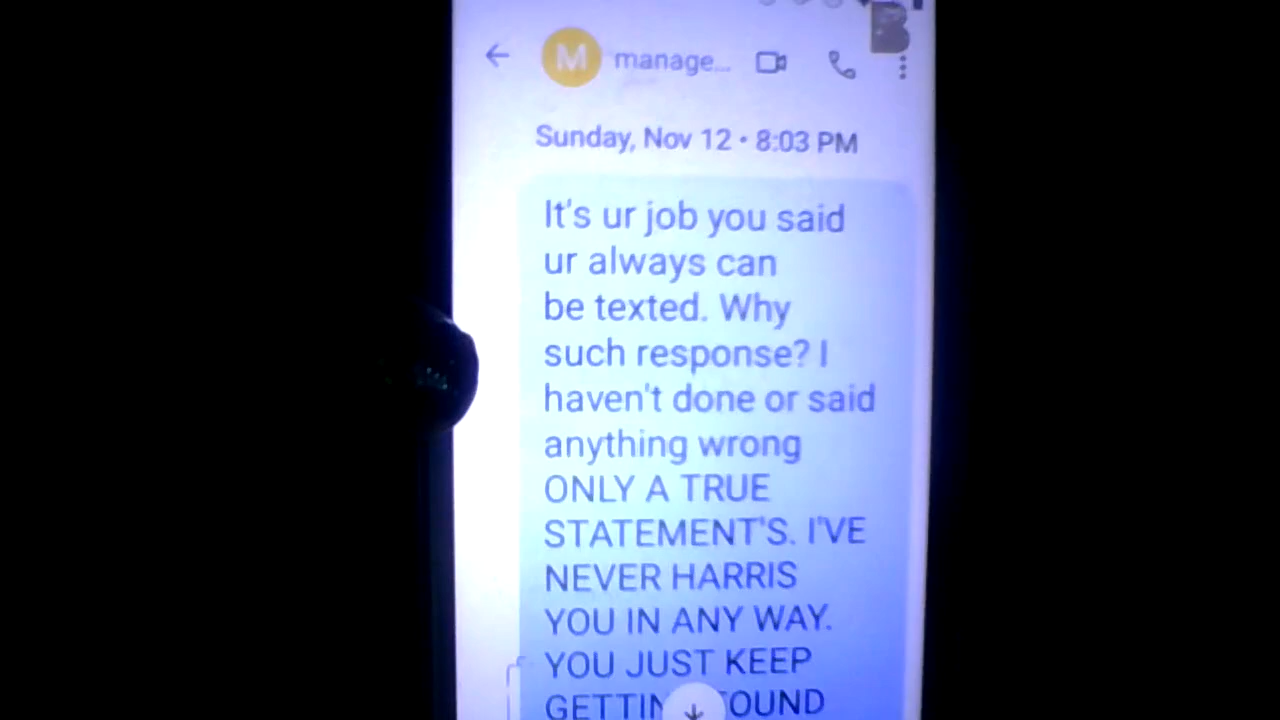 M manage...
Sunday, Nov 12 • 8:03 PM
It's ur job you said
ur always can
be texted. Why
such response? I
haven't done or said
anything wrong
ONLY A TRUE
STATEMENT'S. I'VE
NEVER HARRIS
YOU IN ANY WAY.
YOU JUST KEEP
B